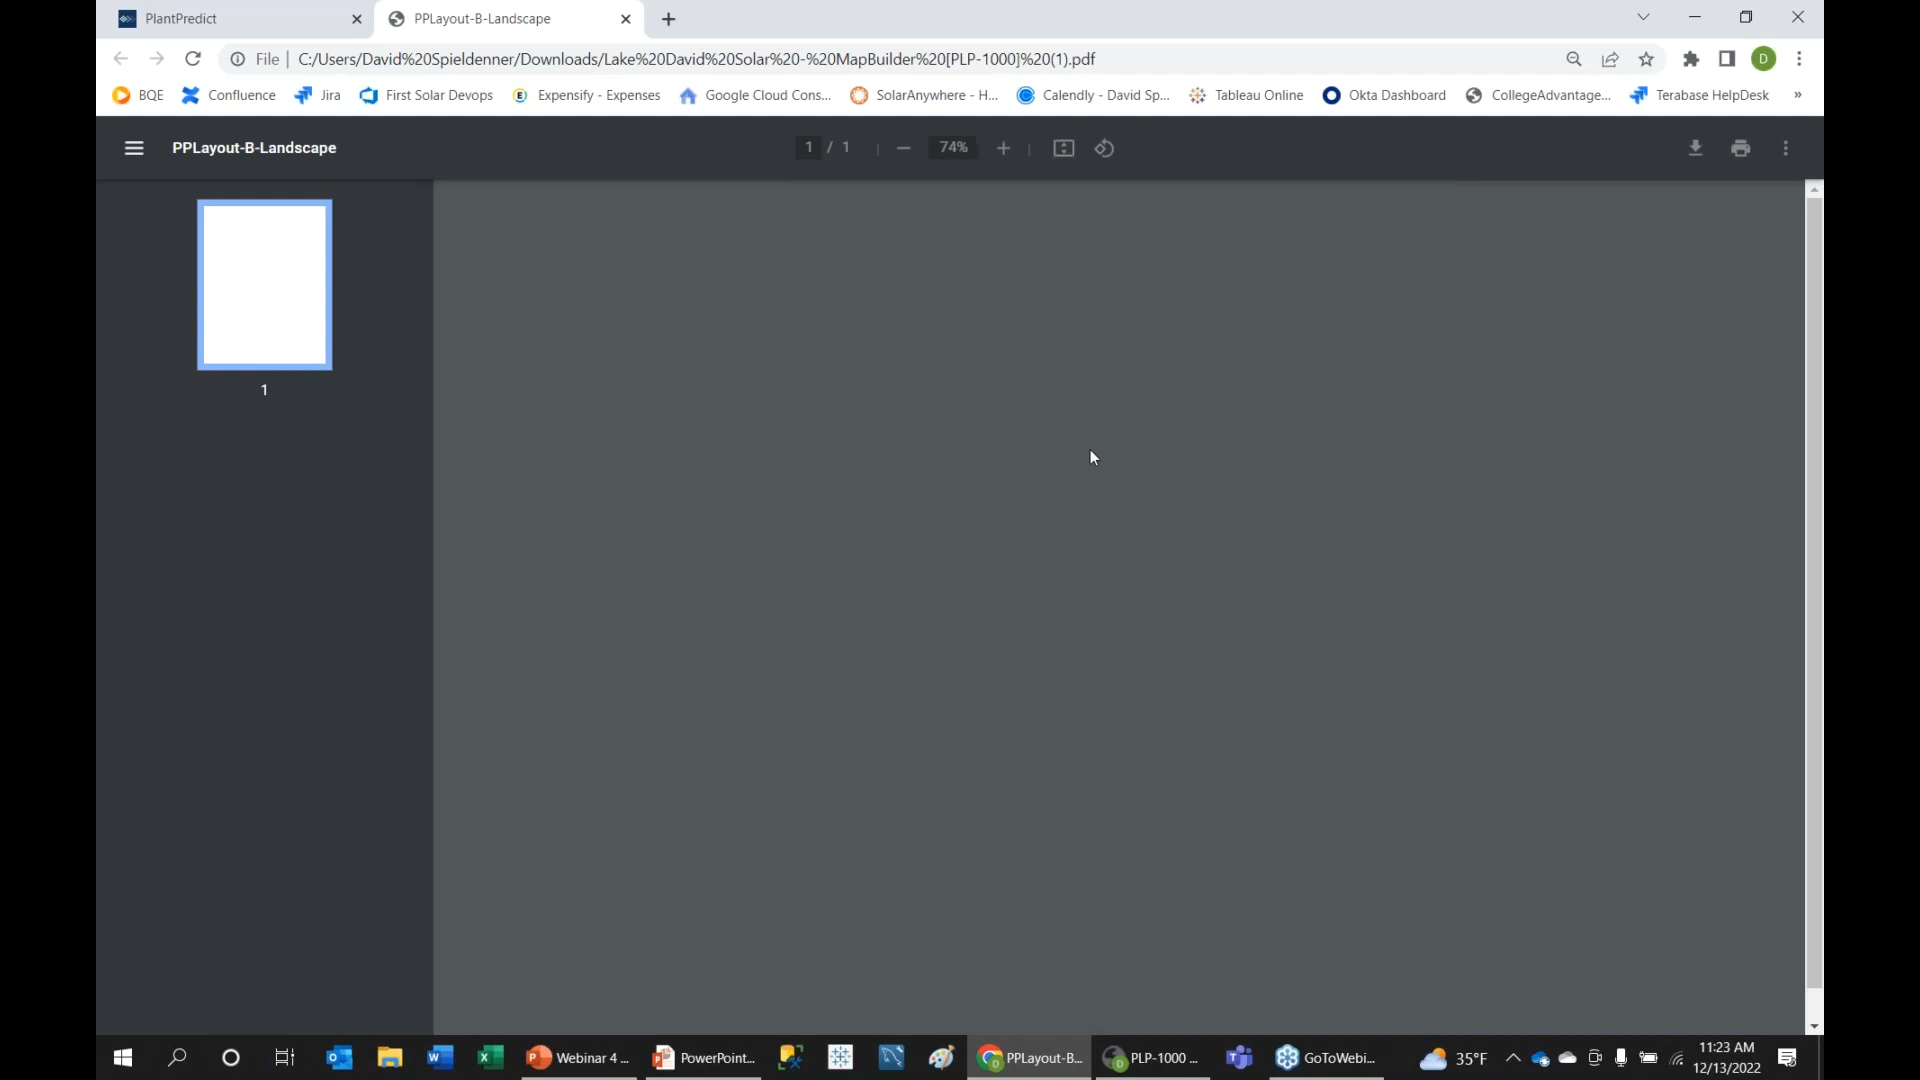 PlantPredict
PPLayout-B-Landscape
File
C:/Users/David%20Spieldenner/Downloads/Lake%20David%20Solar%20-%20MapBuilder%20[PLP-1000]%20(1).pdf
D
BQE
Confluence
Jira
First Solar Devops
Expensify - Expenses
Google Cloud Cons...
SolarAnywhere - H...
Calendly - David Sp...
Tableau Online
Okta Dashboard
CollegeAdvantage...
Terabase HelpDesk
»
PPLayout-B-Landscape
1 / 1
74%
1
Webinar 4 ...
PowerPoint...
PPLayout-B...
PLP-1000 ...
GoToWebi...
35°F
11:23 AM
12/13/2022